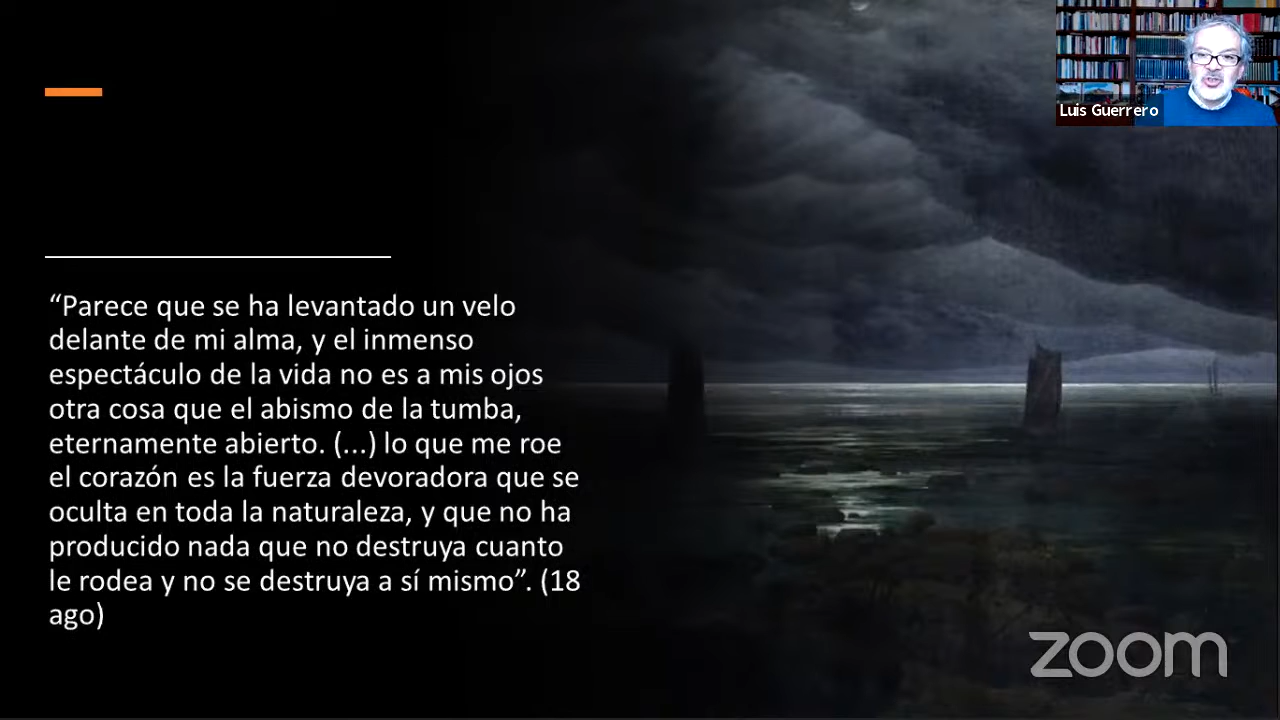 Luis Guerrero
“Parece que se ha levantado un velo
delante de mi alma, y el inmenso
espectáculo de la vida no es a mis ojos
otra cosa que el abismo de la tumba,
eternamente abierto. (...) lo que me roe
el corazón es la fuerza devoradora que se
oculta en toda la naturaleza, y que no ha
producido nada que no destruya cuanto
le rodea y no se destruya a sí mismo”. (18
ago)
zoom